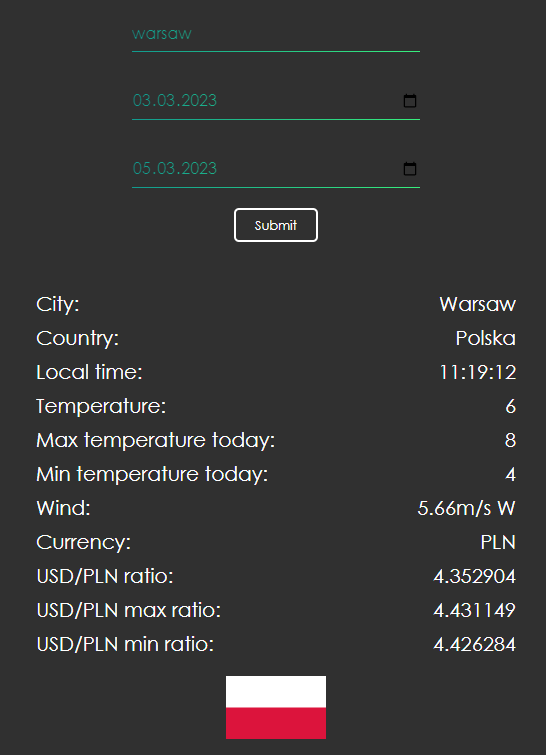 warsaw
03.03.2023
05.03.2023
Submit
City: Warsaw
Country: Polska
Local time: 11:19:12
Temperature: 6
Max temperature today: 8
Min temperature today: 4
Wind: 5.66m/s W
Currency: PLN
USD/PLN ratio: 4.352904
USD/PLN max ratio: 4.431149
USD/PLN min ratio: 4.426284